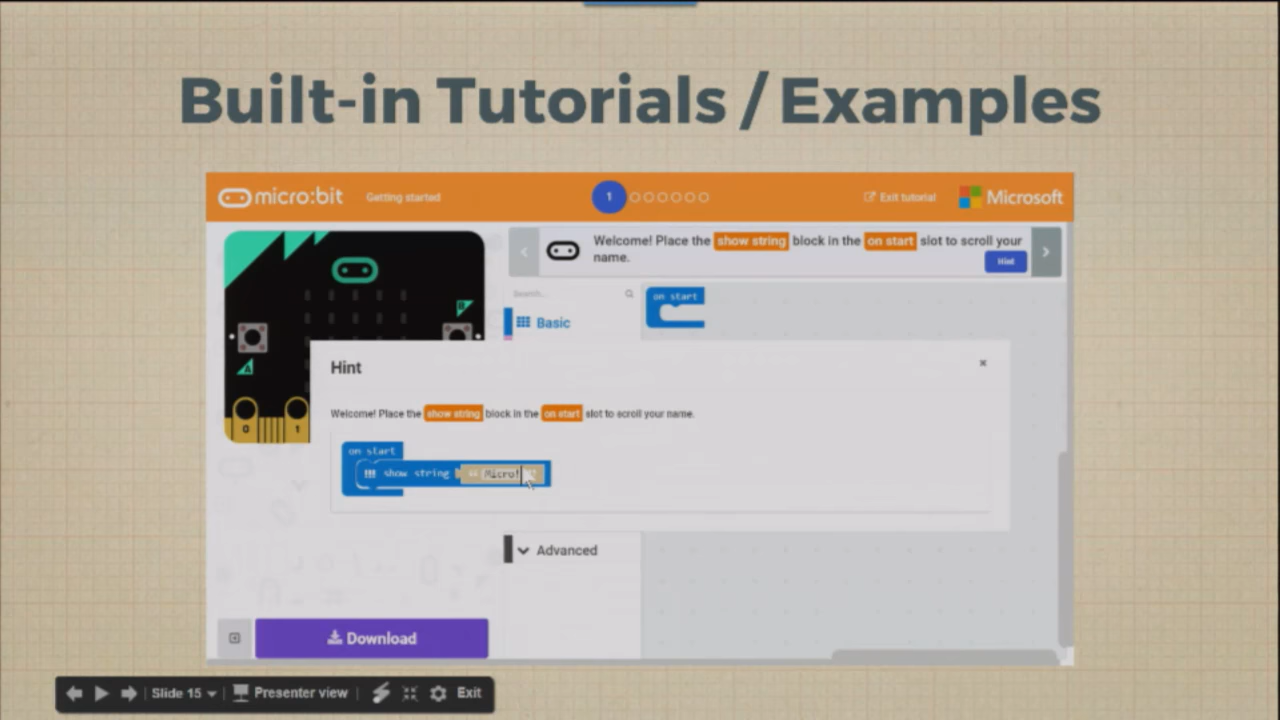 Built-in Tutorials / Examples
micro:bit Getting started 1 Exit tutorial Microsoft
Welcome! Place the show string block in the on start slot to scroll your
name.
Hint
Search...
on start
Basic
B
A
Hint
×
Welcome! Place the show string block in the on start slot to scroll your name.
on start
show string " Micro! "
0 1
Advanced
Download
Slide 15 Presenter view Exit